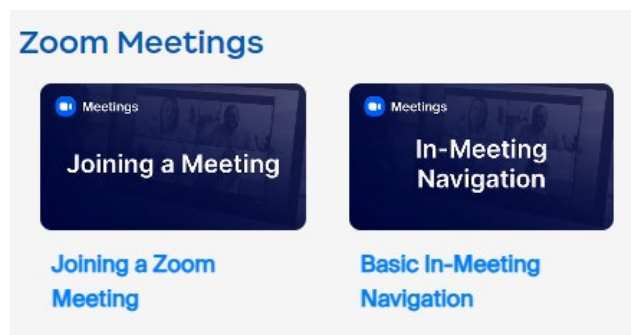 Zoom Meetings
Meetings
Joining a Meeting
Joining a Zoom
Meeting
Meetings
In-Meeting
Navigation
Basic In-Meeting
Navigation